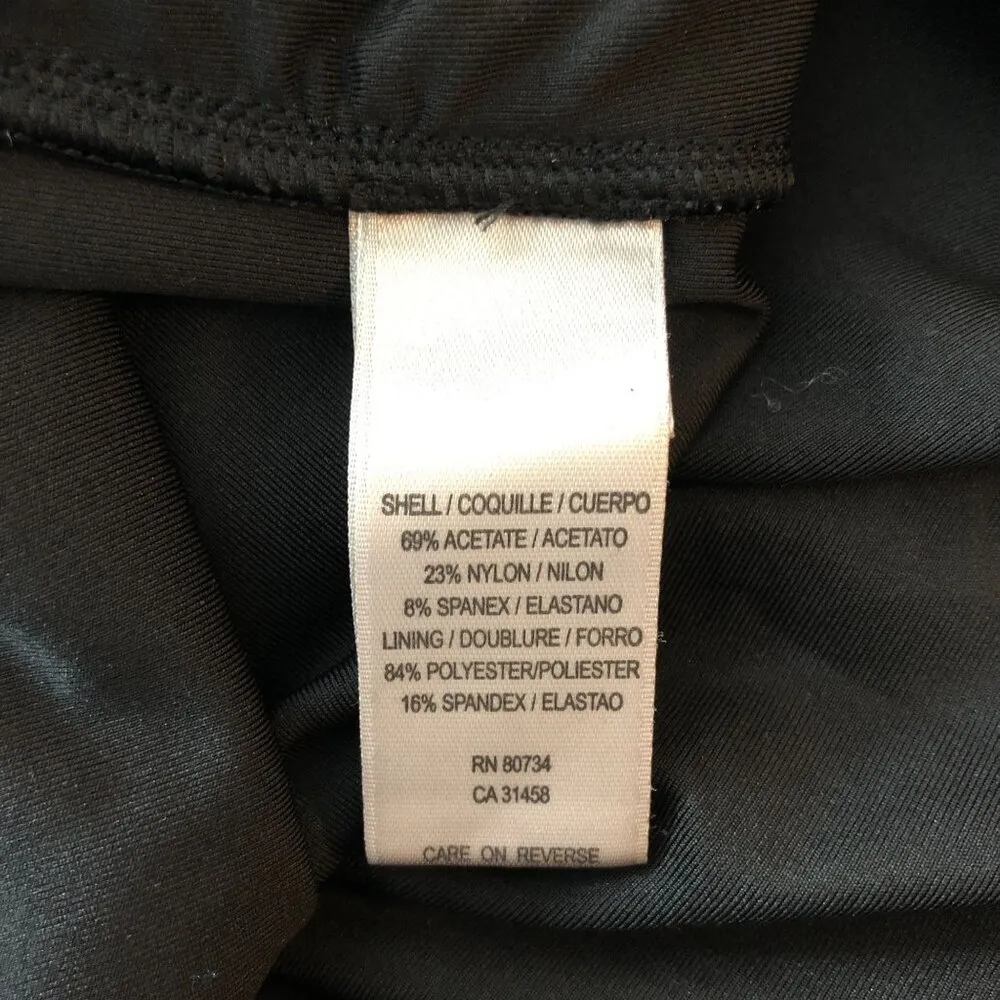 SHELL / COQUILLE / CUERPO
69% ACETATE / ACETATO
23% NYLON / NILON
8% SPANEX / ELASTANO
LINING / DOUBLURE / FORRO
84% POLYESTER/POLIESTER
16% SPANDEX / ELASTAO
RN 80734
CA 31458
CARE ON REVERSE